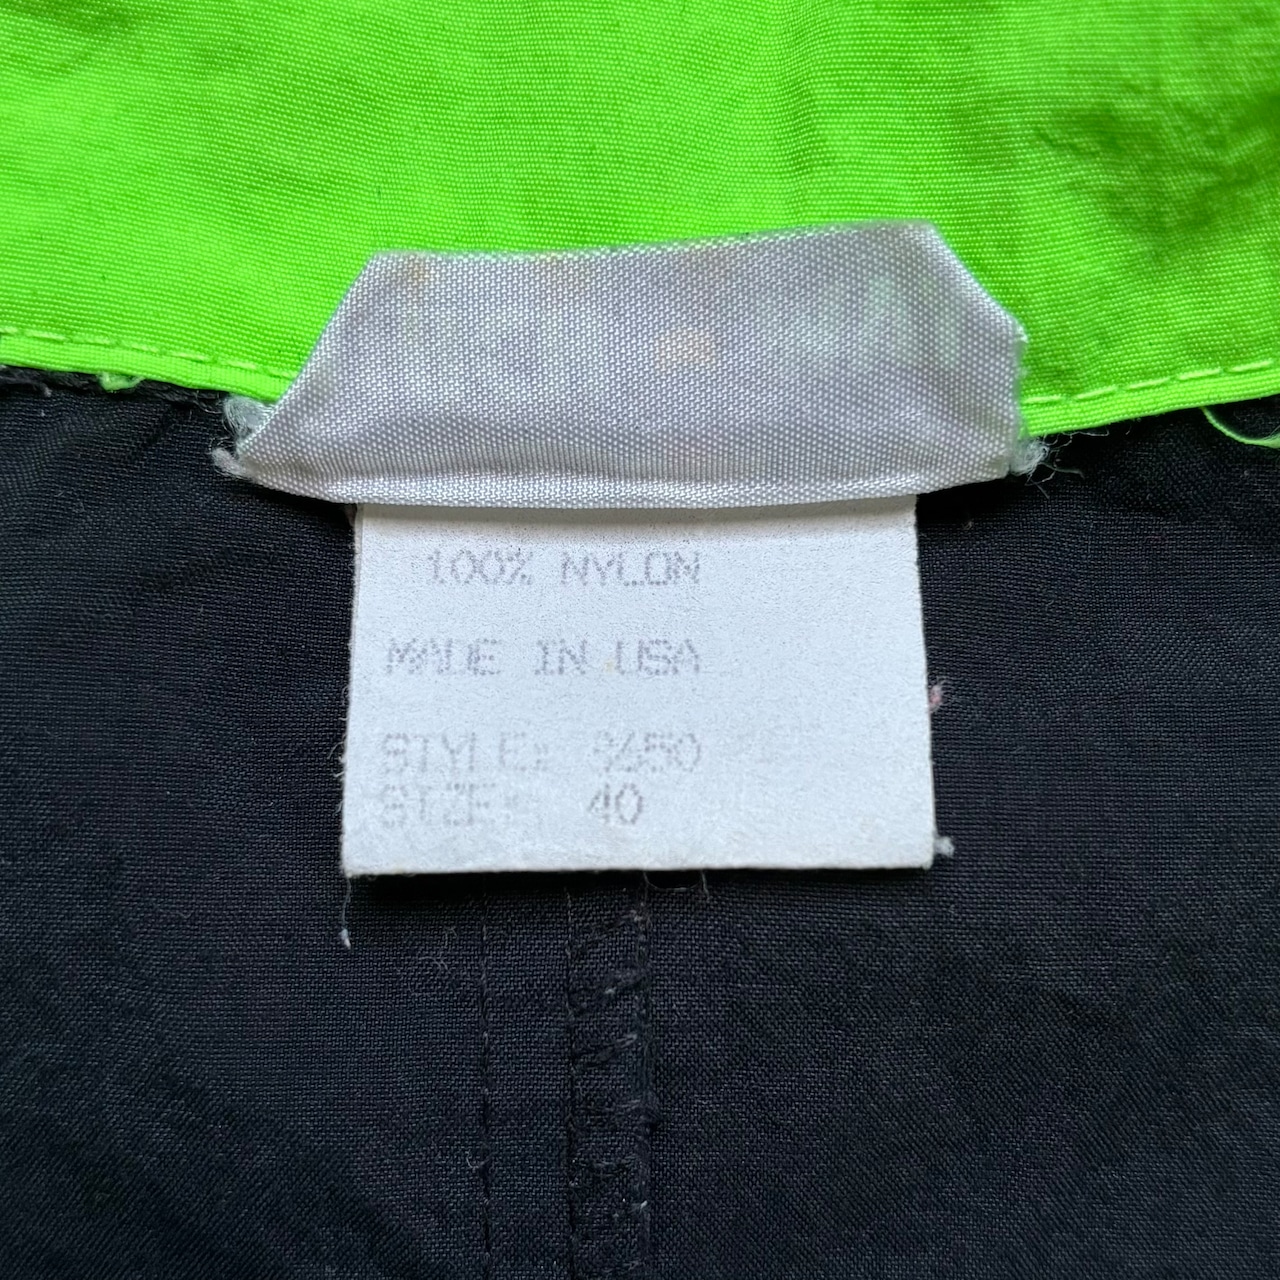 100% NYLON
MADE IN USA
STYLE:
SIZE: 40